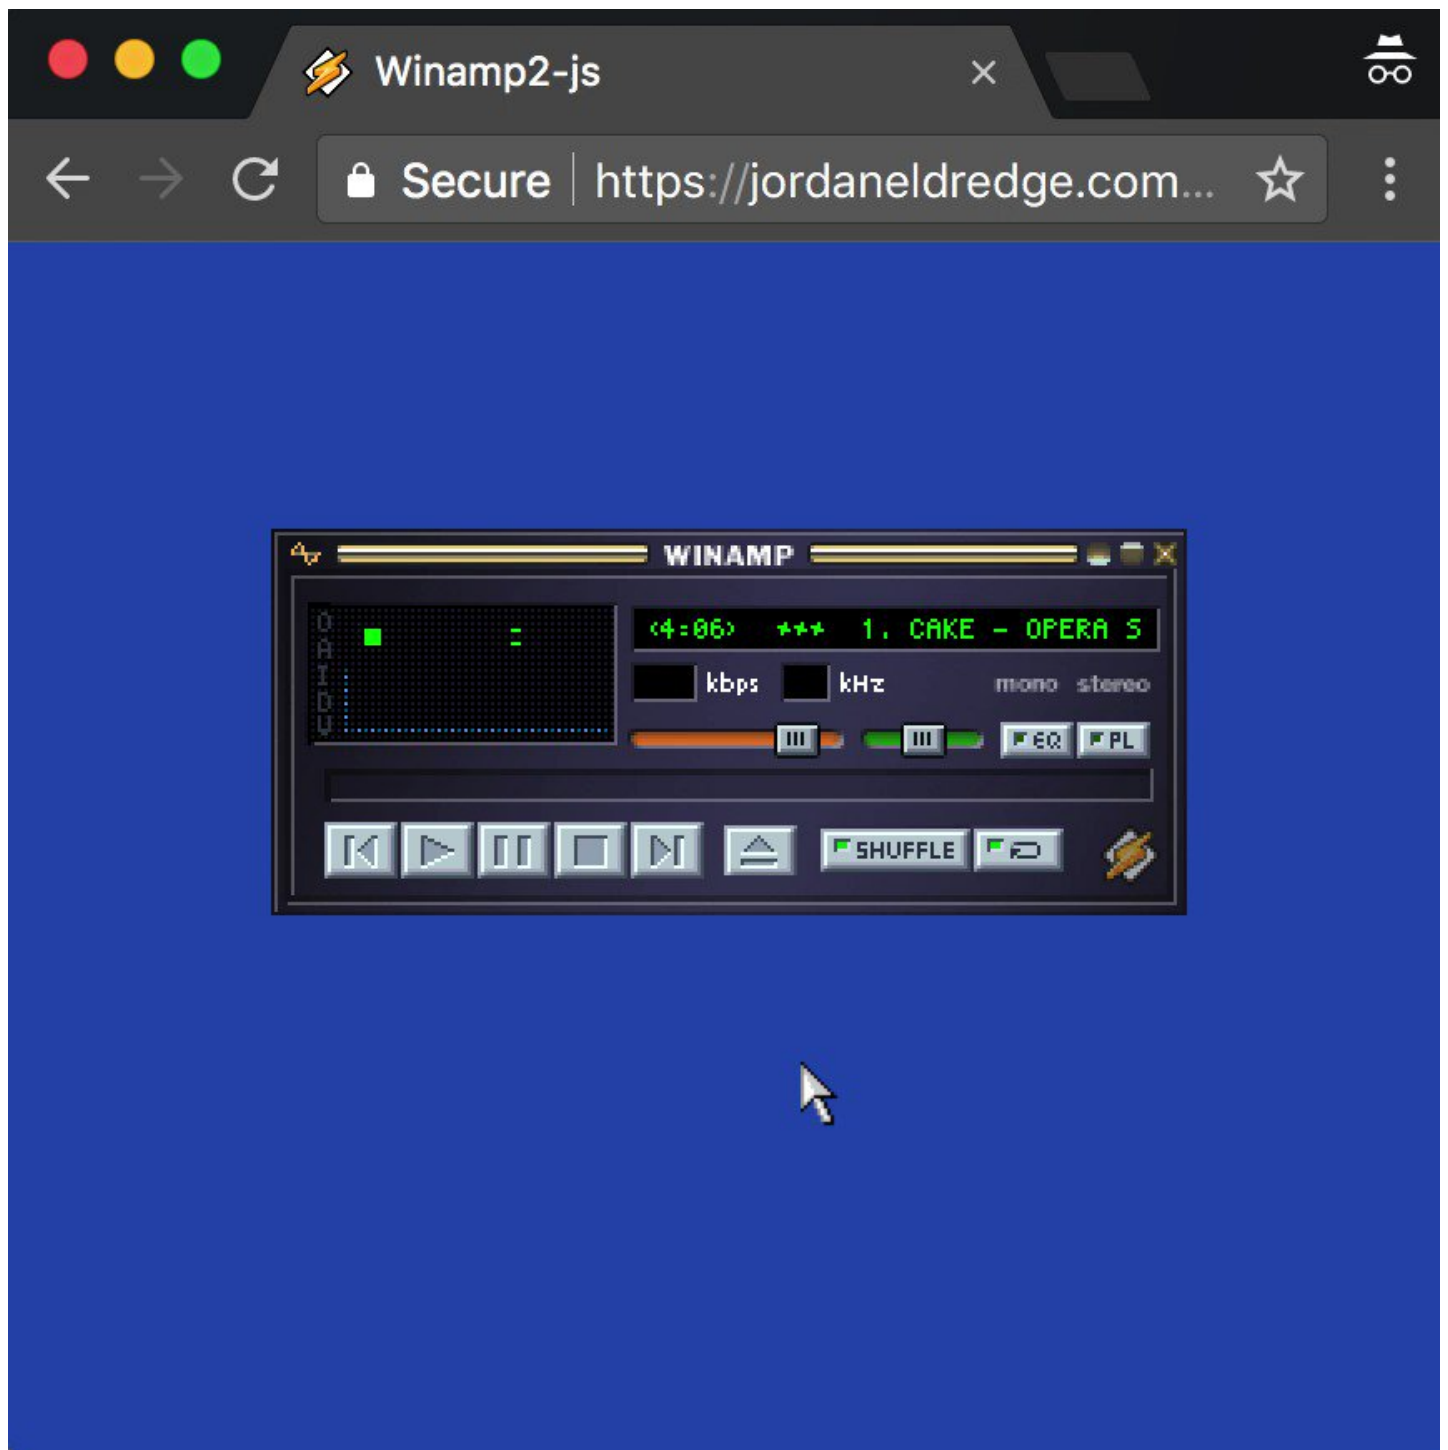 Winamp2-js
Secure https://jordaneldredge.com...
WINAMP
O
A
I
D
V
(4:06) *** 1. CAKE - OPERA S
kbps kHz mono stereo
EQ PL
SHUFFLE